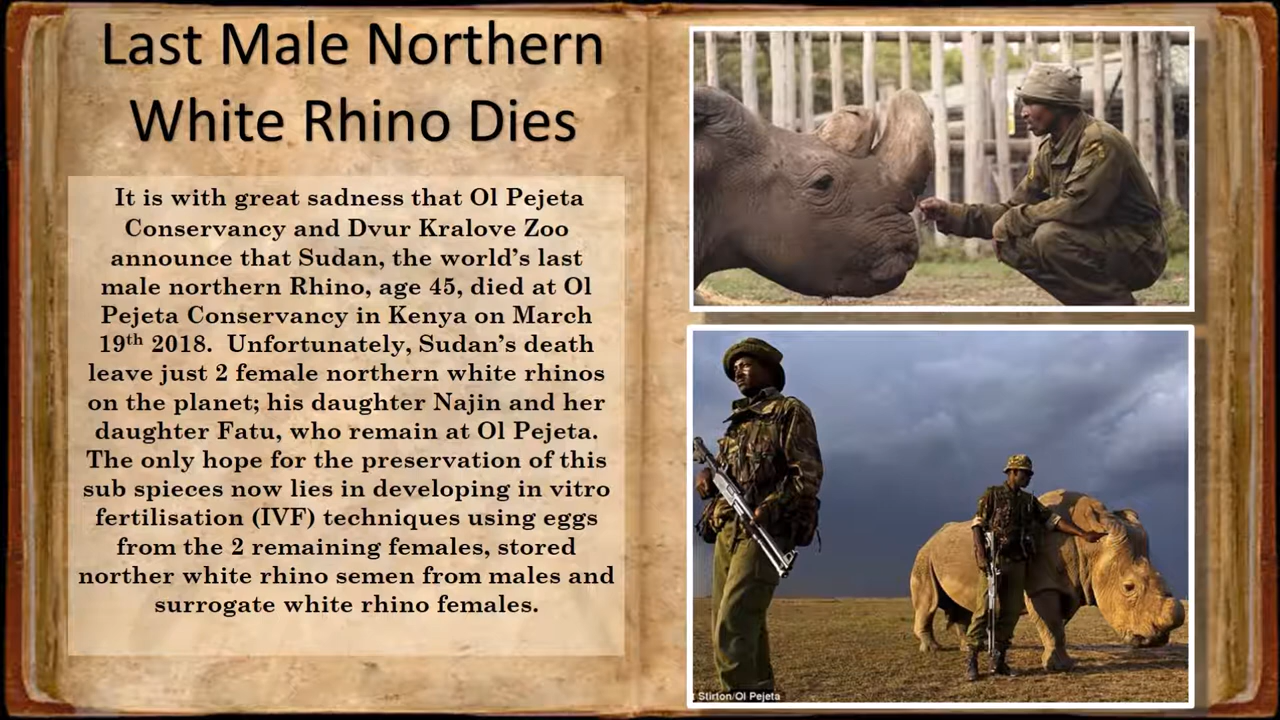 Last Male Northern
White Rhino Dies
It is with great sadness that Ol Pejeta
Conservancy and Dvur Kralove Zoo
announce that Sudan, the world's last
male northern Rhino, age 45, died at Ol
Pejeta Conservancy in Kenya on March
19th 2018.  Unfortunately, Sudan's death
leave just 2 female northern white rhinos
on the planet; his daughter Najin and her
daughter Fatu, who remain at Ol Pejeta.
The only hope for the preservation of this
sub spieces now lies in developing in vitro
fertilisation (IVF) techniques using eggs
from the 2 remaining females, stored
norther white rhino semen from males and
surrogate white rhino females.
t Stirton/Ol Pejeta